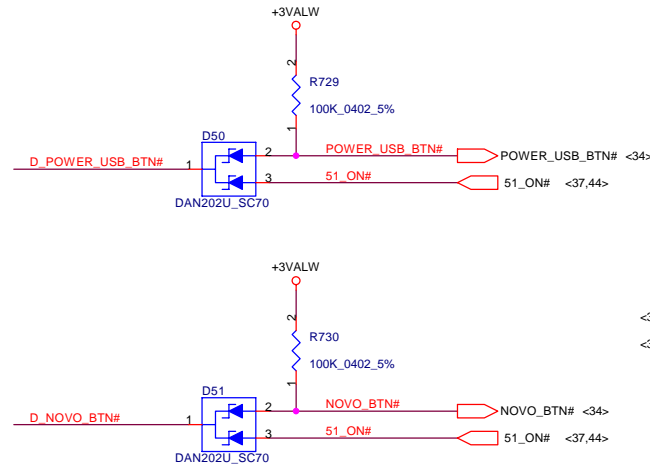 +3VALW
2
R729
100K_0402_5%
1
D50
D_POWER_USB_BTN#
1
2
POWER_USB_BTN#
POWER_USB_BTN# <34>
3
51_ON#
51_ON# <37,44>
DAN202U_SC70
+3VALW
2
R730
100K_0402_5%
1
D51
D_NOVO_BTN#
1
2
NOVO_BTN#
NOVO_BTN# <34>
3
51_ON#
51_ON# <37,44>
DAN202U_SC70